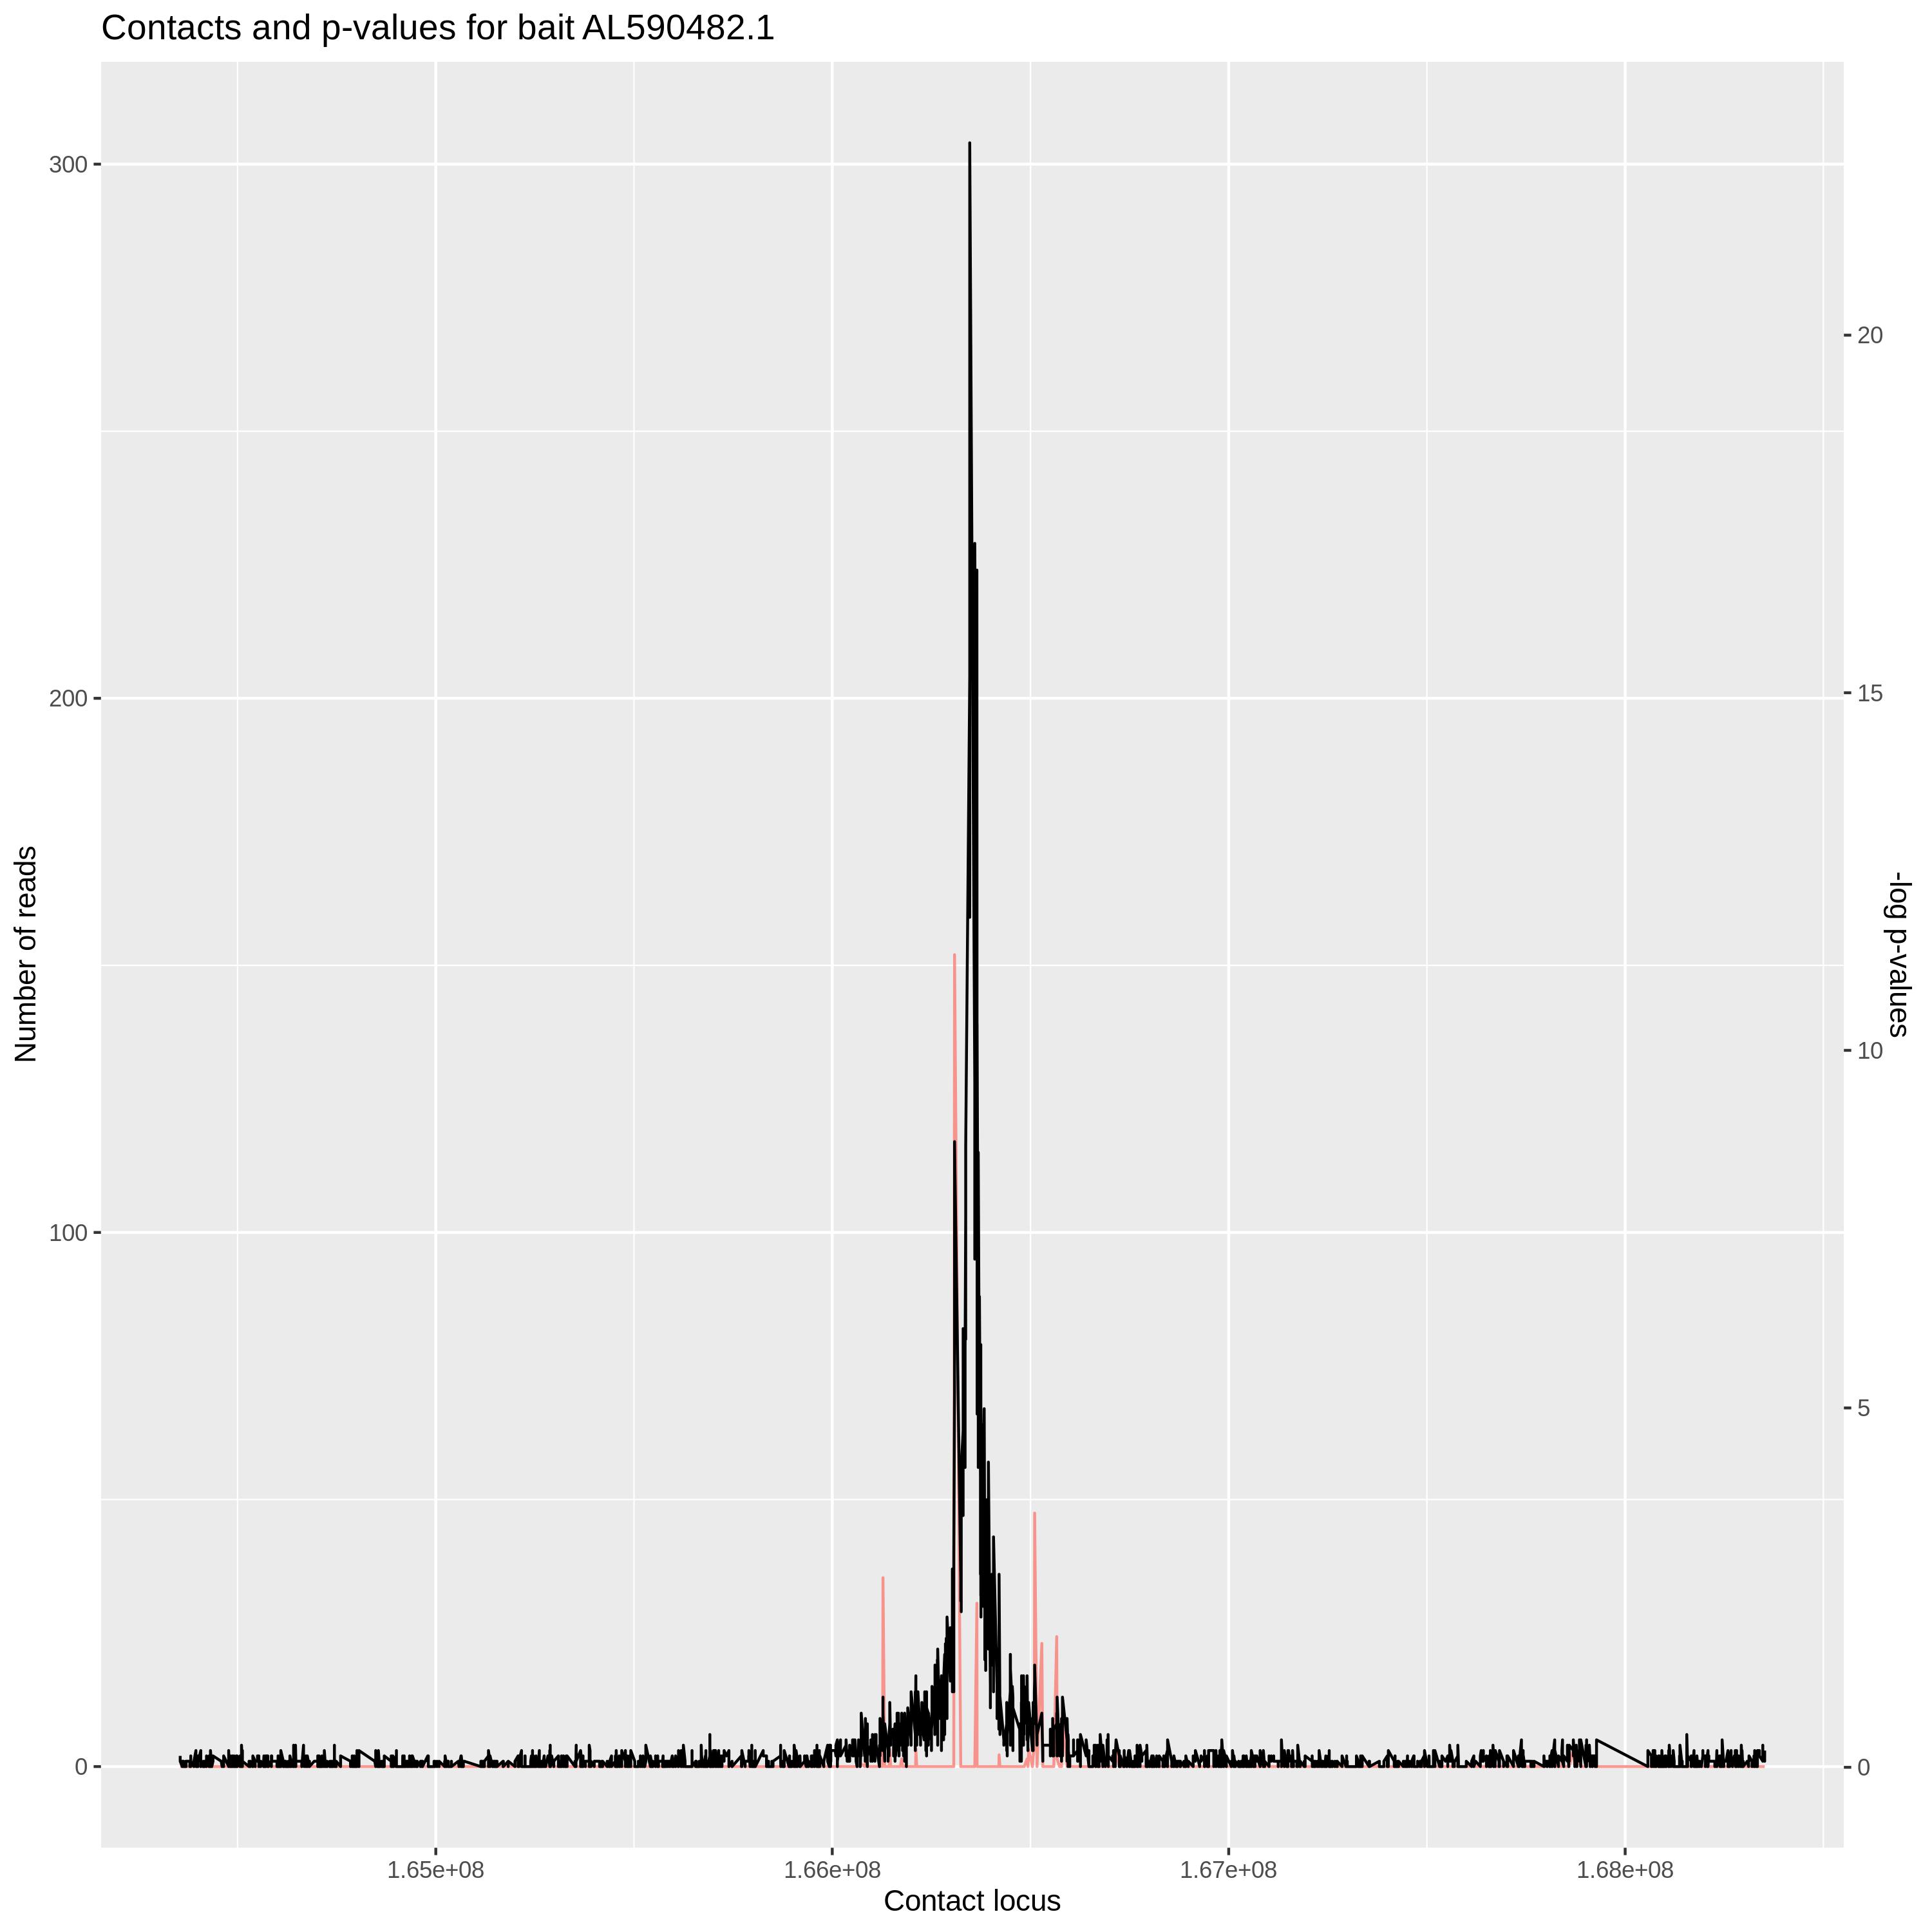 Contacts and p-values for bait AL590482.1
Number of reads
300
200
100
0
20
15
10
5
0
-log p-values
1.65e+08
1.66e+08
1.67e+08
1.68e+08
Contact locus